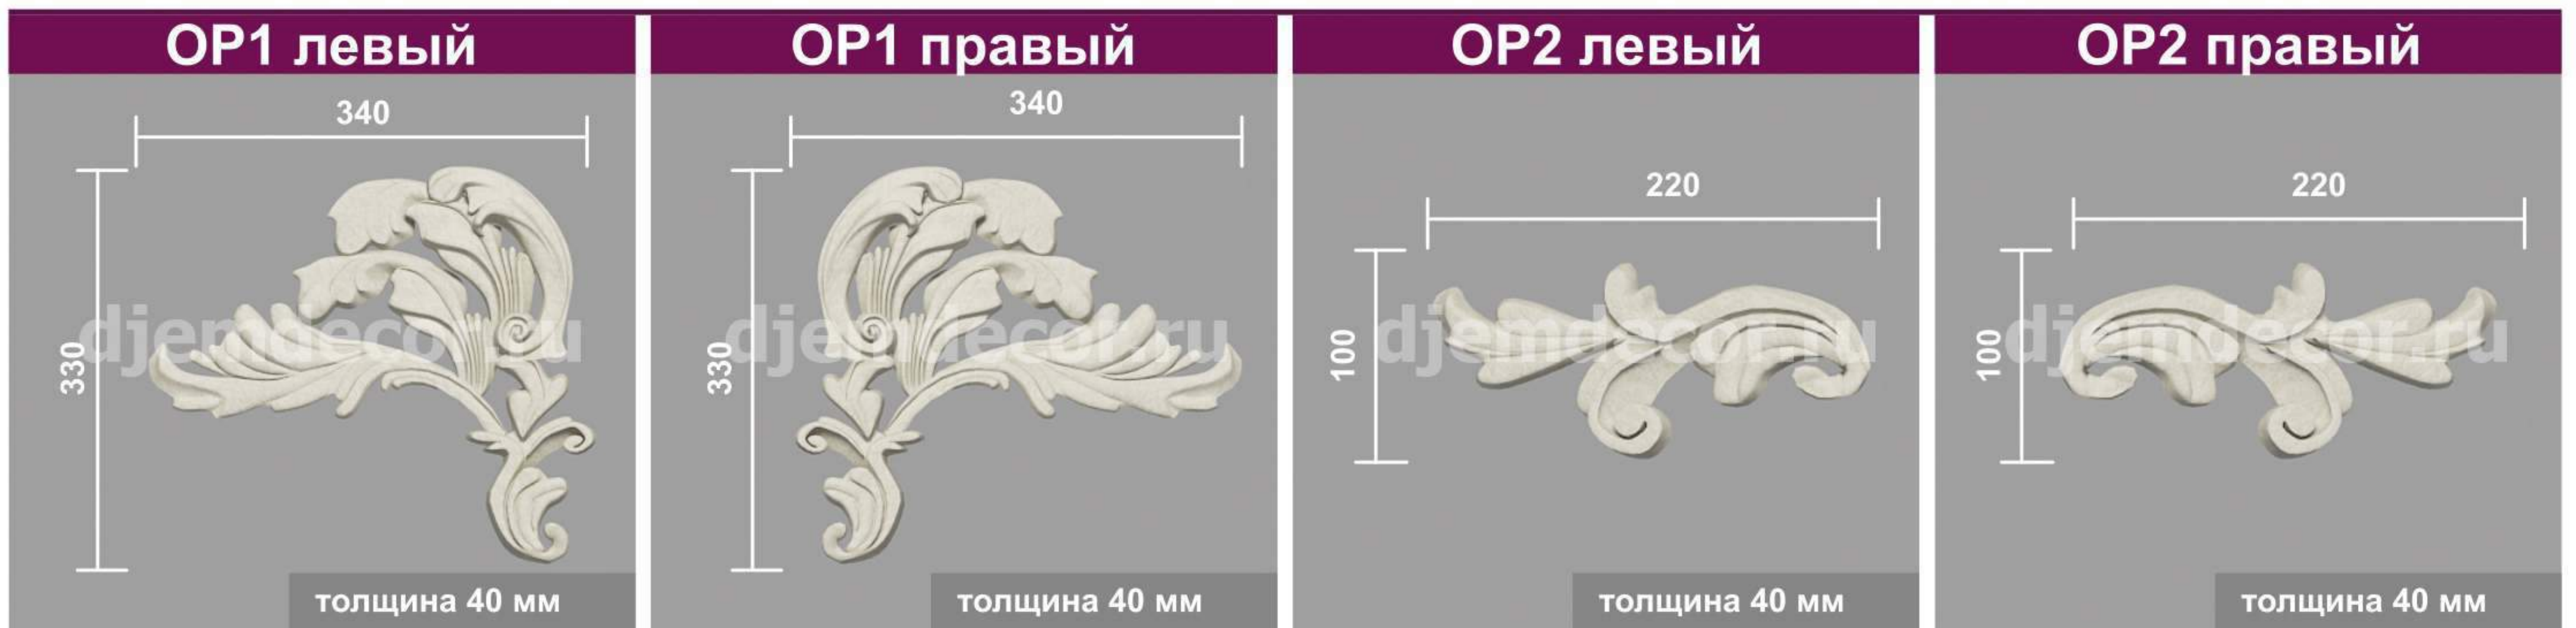 ОР1 левый
340
330
djemdecor.ru
толщина 40 мм
ОР1 правый
340
330
djemdecor.ru
толщина 40 мм
ОР2 левый
220
100
djemdecor.ru
толщина 40 мм
ОР2 правый
220
100
djemdecor.ru
толщина 40 мм